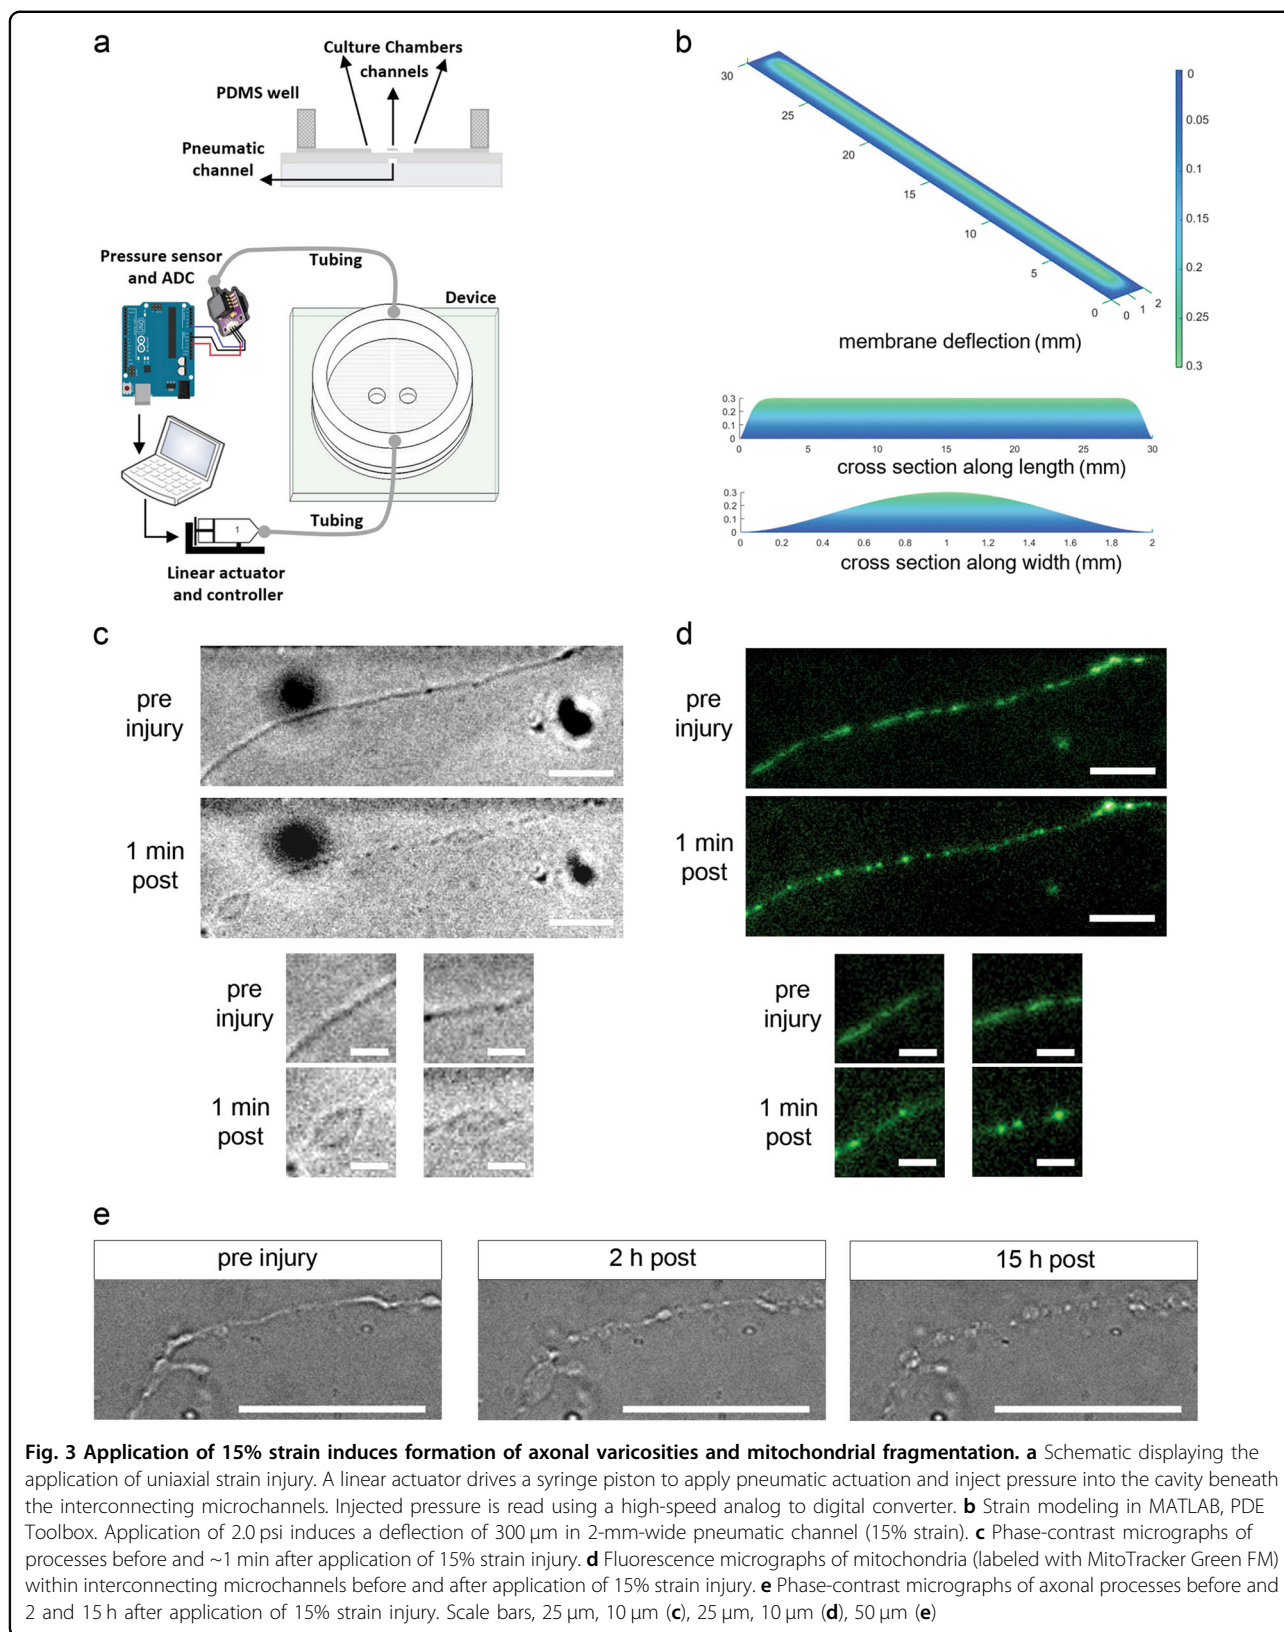 a
Culture Chambers
channels
PDMS well
Pneumatic
channel
Pressure sensor
and ADC
Tubing
Device
1
Tubing
Linear actuator
and controller
b
30
25
20
15
10
5
0
0
1
2
0
0.05
0.1
0.15
0.2
0.25
0.3
membrane deflection (mm)
0.3
0.2
0.1
0
0 5 10 15 20 25 30
cross section along length (mm)
0.3
0.2
0.1
0
0 0.2 0.4 0.6 0.8 1 1.2 1.4 1.6 1.8 2
cross section along width (mm)
c
pre
injury
1 min
post
pre
injury
1 min
post
d
pre
injury
1 min
post
pre
injury
1 min
post
e
pre injury
2 h post
15 h post
Fig. 3 Application of 15% strain induces formation of axonal varicosities and mitochondrial fragmentation. a Schematic displaying the
application of uniaxial strain injury. A linear actuator drives a syringe piston to apply pneumatic actuation and inject pressure into the cavity beneath
the interconnecting microchannels. Injected pressure is read using a high-speed analog to digital converter. b Strain modeling in MATLAB, PDE
Toolbox. Application of 2.0 psi induces a deflection of 300 μm in 2-mm-wide pneumatic channel (15% strain). c Phase-contrast micrographs of
processes before and ~1 min after application of 15% strain injury. d Fluorescence micrographs of mitochondria (labeled with MitoTracker Green FM)
within interconnecting microchannels before and after application of 15% strain injury. e Phase-contrast micrographs of axonal processes before and
2 and 15 h after application of 15% strain injury. Scale bars, 25 μm, 10 μm (c), 25 μm, 10 μm (d), 50 μm (e)